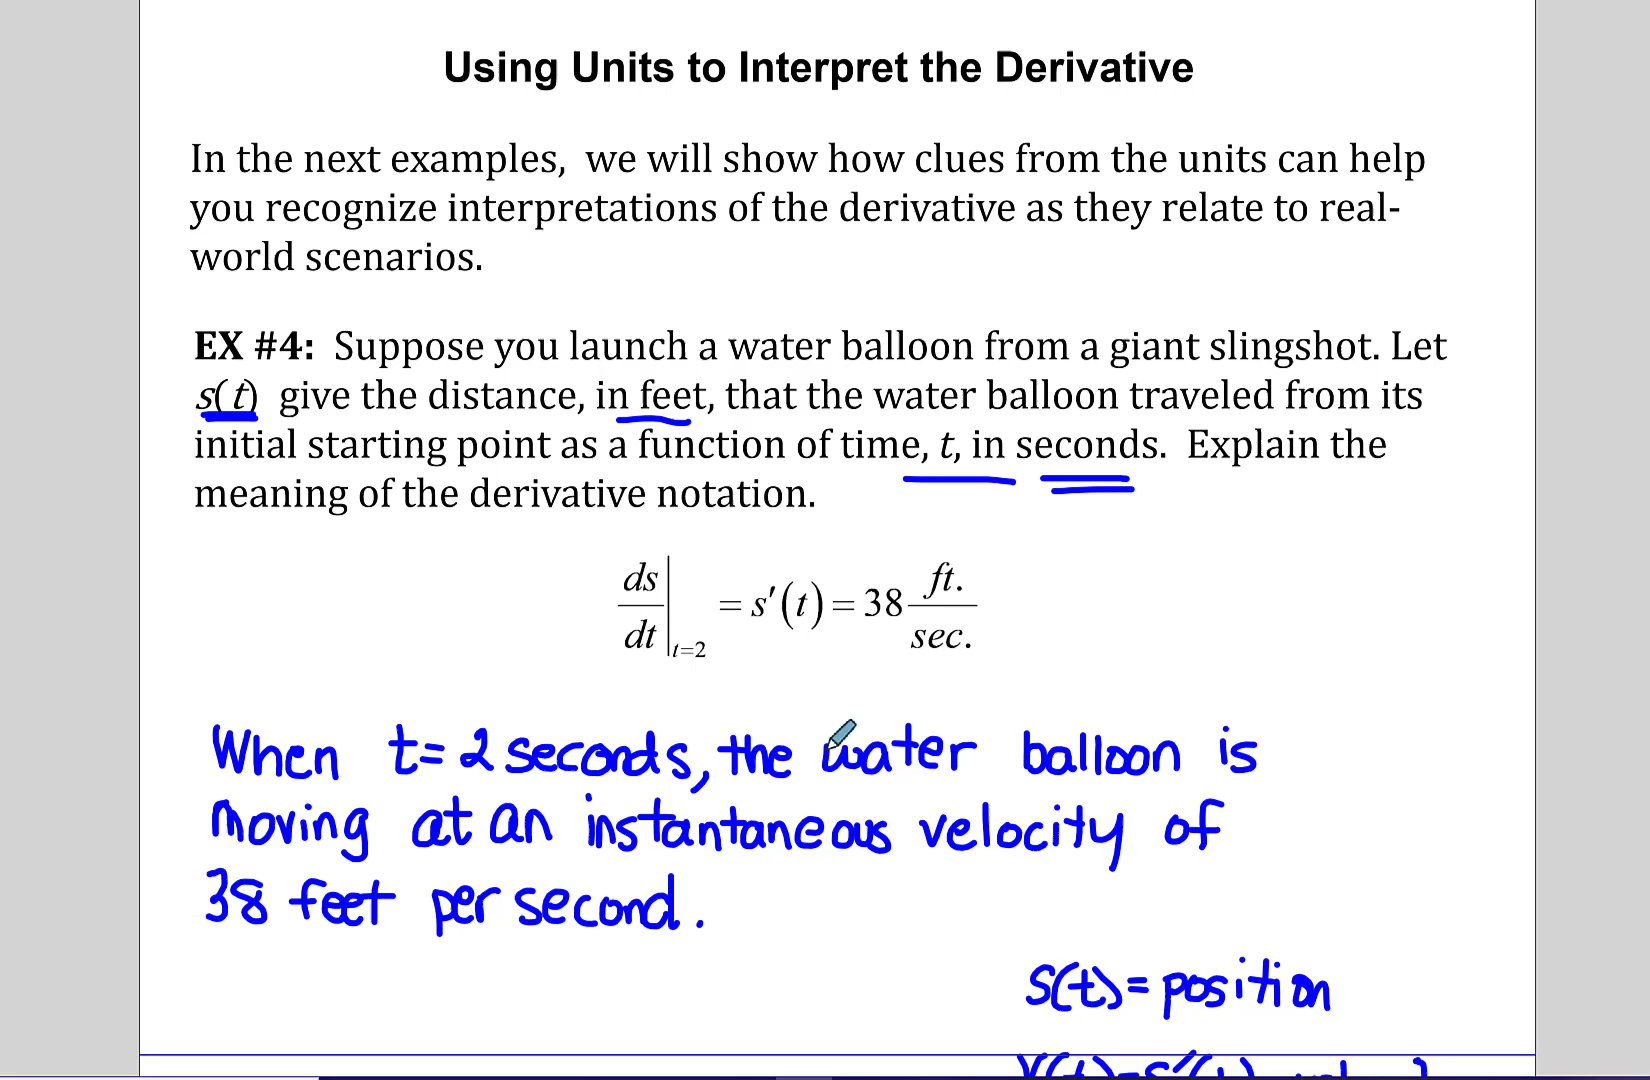 Using Units to Interpret the Derivative
In the next examples, we will show how clues from the units can help
you recognize interpretations of the derivative as they relate to real-
world scenarios.
EX #4: Suppose you launch a water balloon from a giant slingshot. Let
s(t) give the distance, in feet, that the water balloon traveled from its
initial starting point as a function of time, t, in seconds. Explain the
meaning of the derivative notation.
ds/dt|t=2 = s′(t) = 38 ft./sec.
When t=2 seconds, the water balloon is
moving at an instantaneous velocity of
38 feet per second.
s(t)=position
v(t)=s′(t)